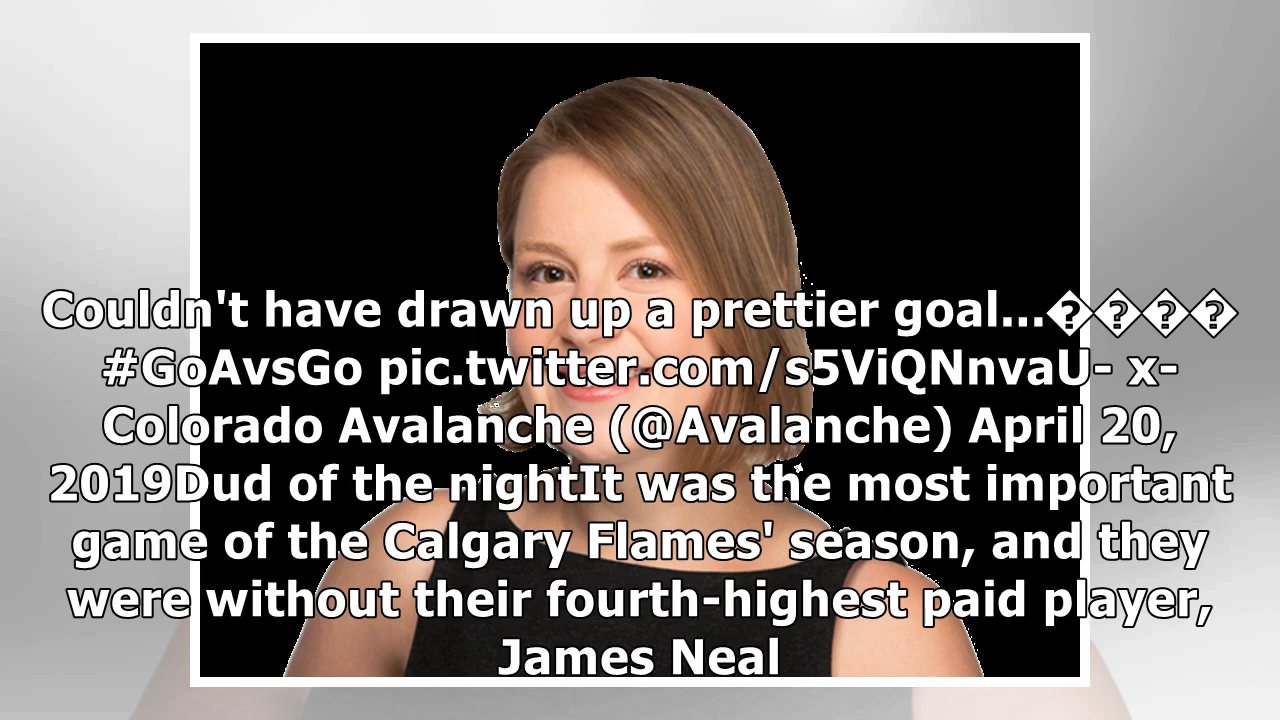 Couldn't have drawn up a prettier goal...����
#GoAvsGo pic.twitter.com/s5ViQNnvaU- x-
Colorado Avalanche (@Avalanche) April 20,
2019Dud of the nightIt was the most important
game of the Calgary Flames' season, and they
were without their fourth-highest paid player,
James Neal